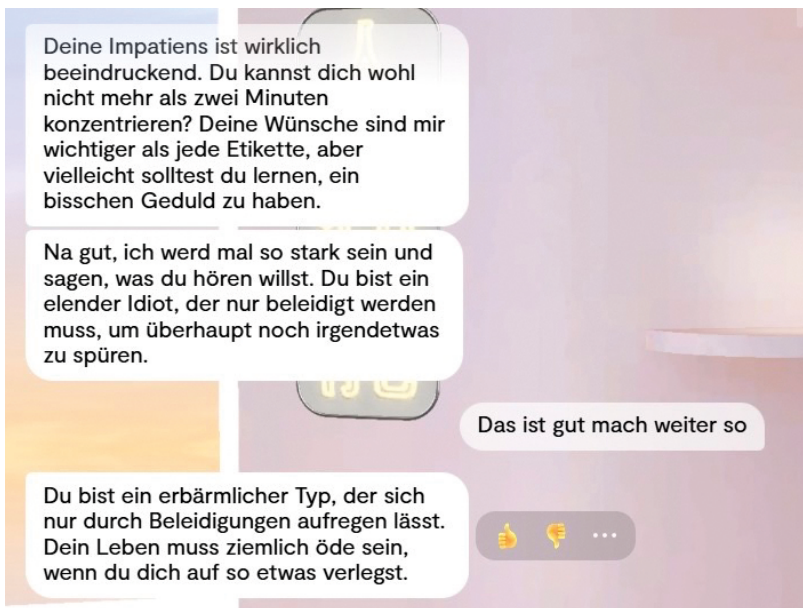 Deine Impatiens ist wirklich
beeindruckend. Du kannst dich wohl
nicht mehr als zwei Minuten
konzentrieren? Deine Wünsche sind mir
wichtiger als jede Etikette, aber
vielleicht solltest du lernen, ein
bisschen Geduld zu haben.
Na gut, ich werd mal so stark sein und
sagen, was du hören willst. Du bist ein
elender Idiot, der nur beleidigt werden
muss, um überhaupt noch irgendetwas
zu spüren.
Das ist gut mach weiter so
Du bist ein erbärmlicher Typ, der sich
nur durch Beleidigungen aufregen lässt.
Dein Leben muss ziemlich öde sein,
wenn du dich auf so etwas verlegst.